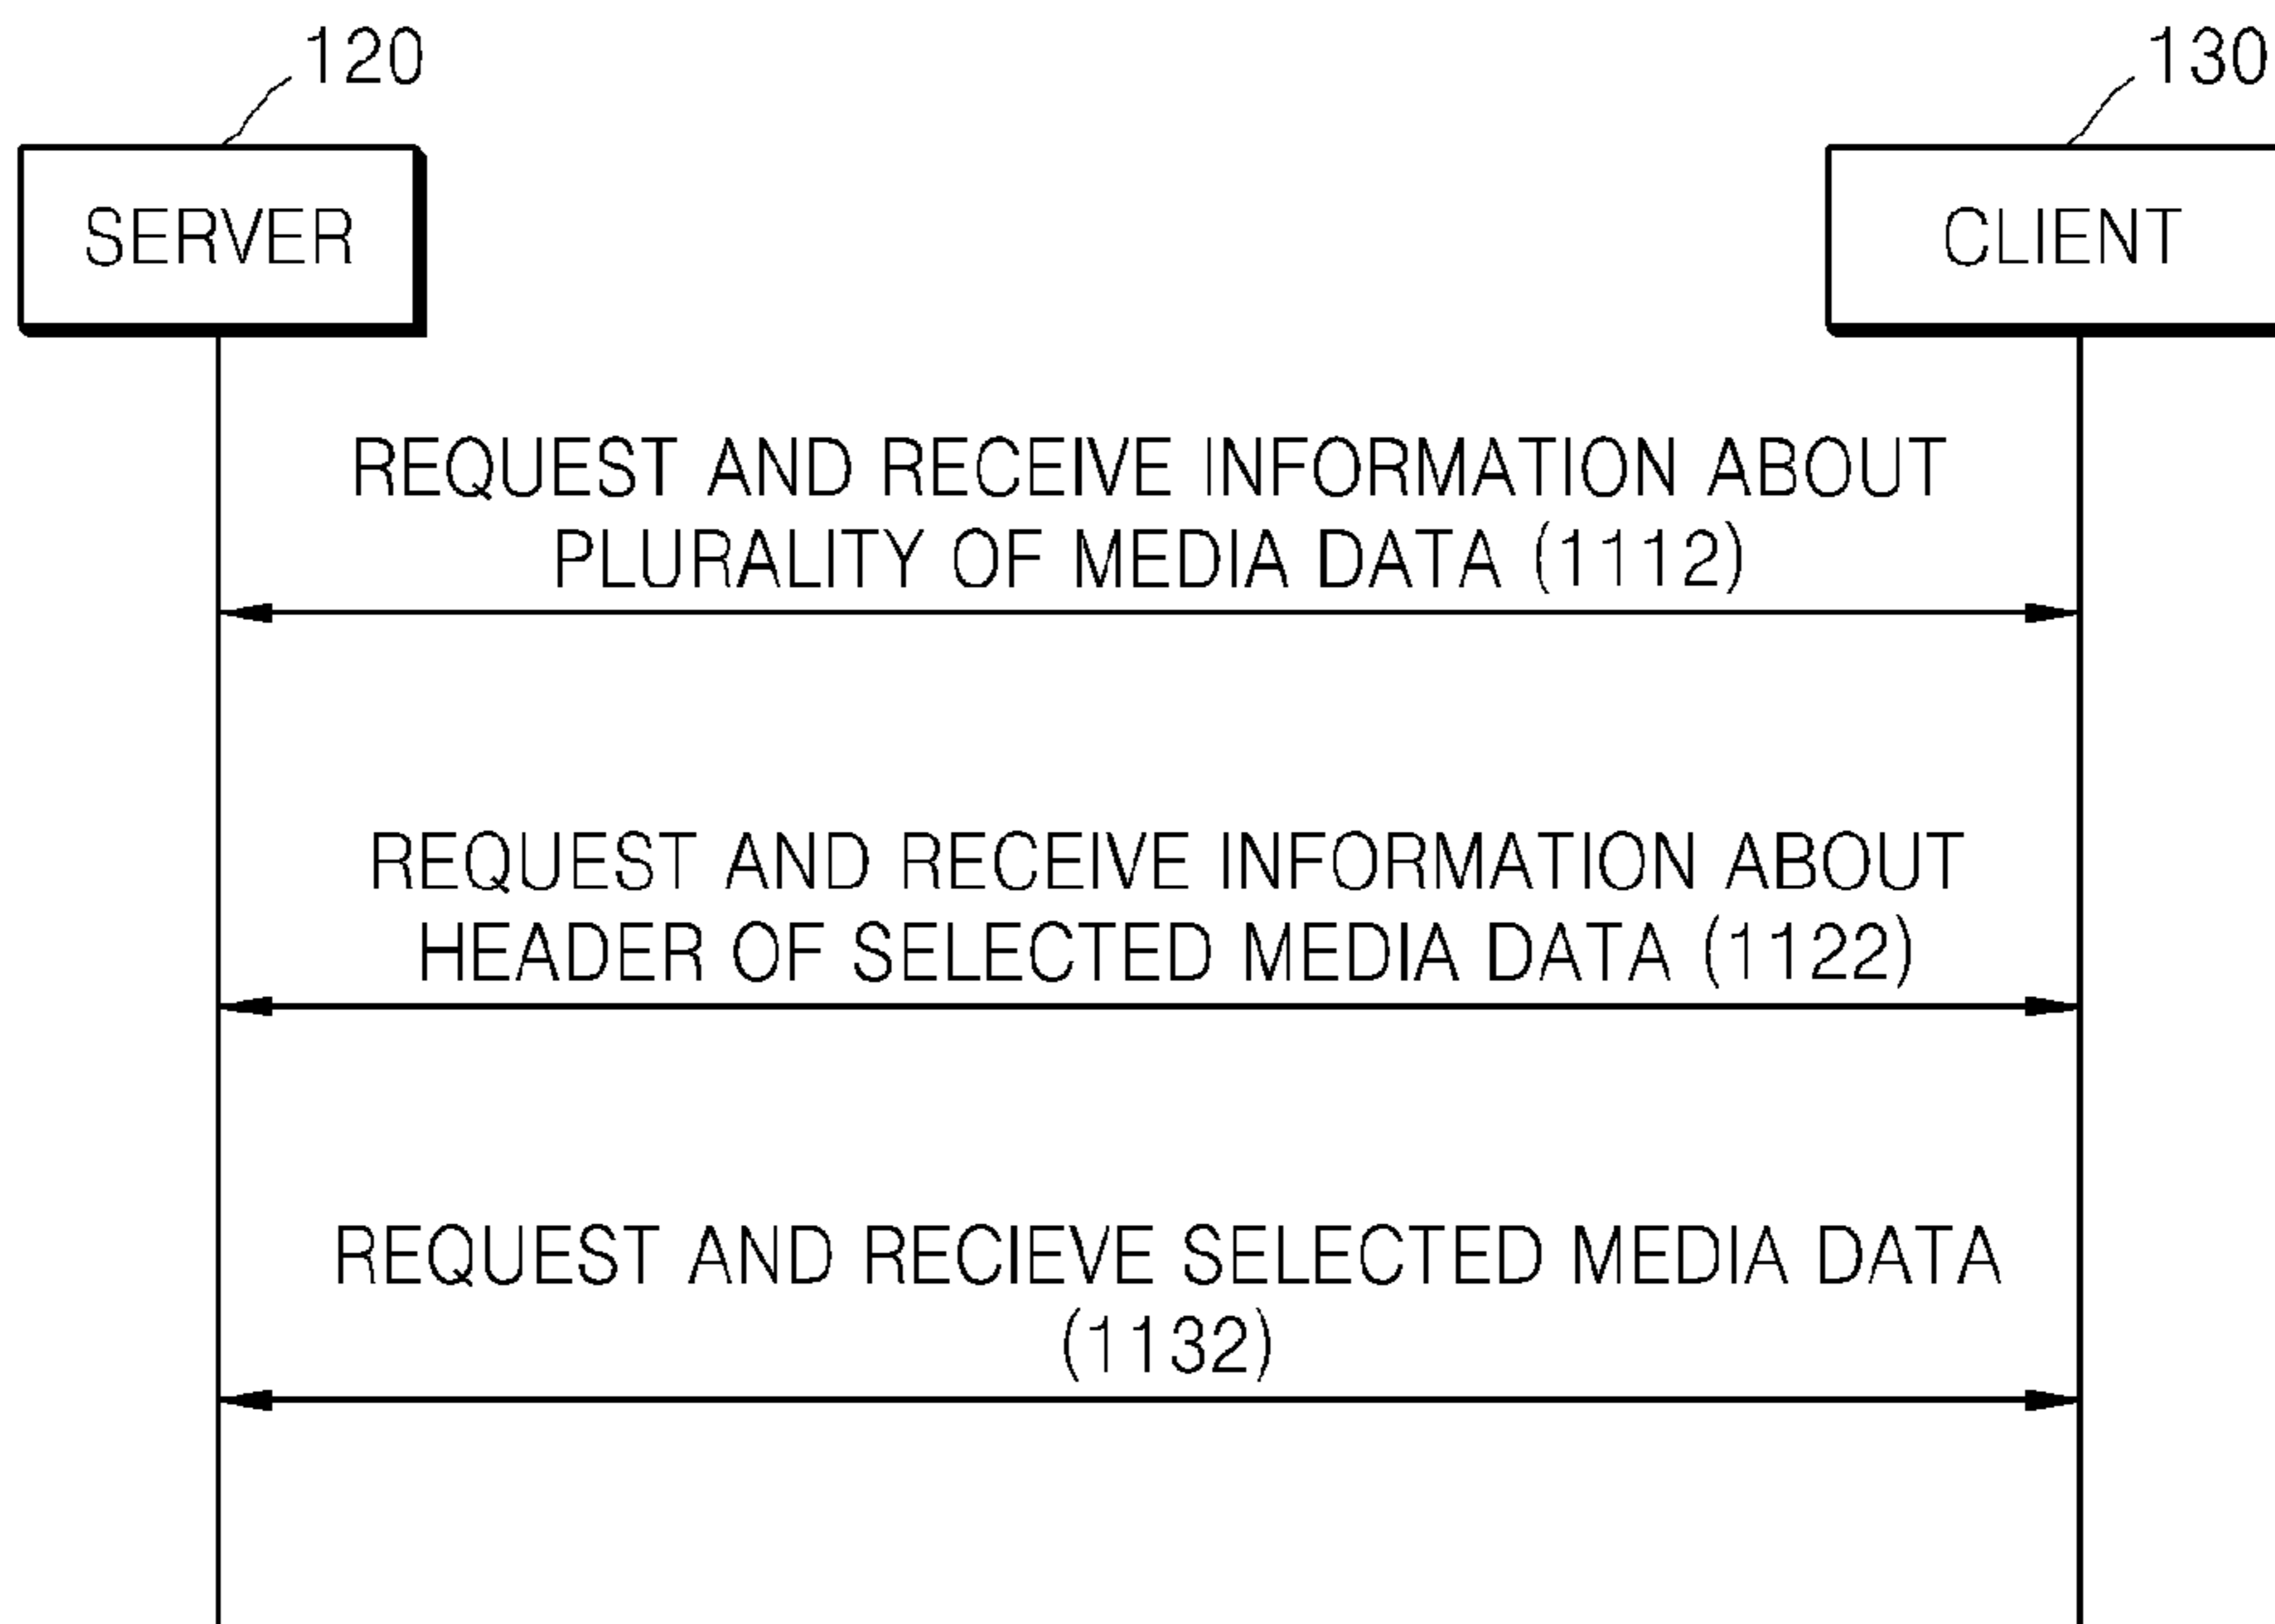 120
130
SERVER
CLIENT
REQUEST AND RECEIVE INFORMATION ABOUT
PLURALITY OF MEDIA DATA (1112)
REQUEST AND RECEIVE INFORMATION ABOUT
HEADER OF SELECTED MEDIA DATA (1122)
REQUEST AND RECIEVE SELECTED MEDIA DATA
(1132)